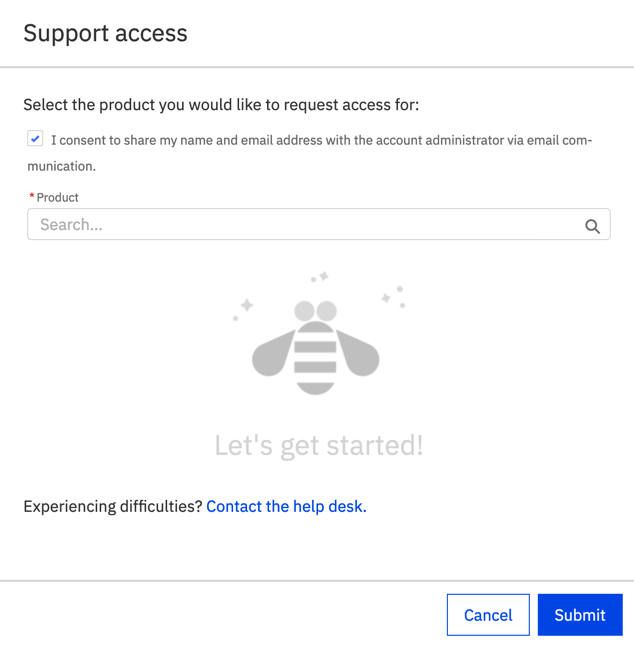 Support access
Select the product you would like to request access for:
I consent to share my name and email address with the account administrator via email com-
munication.
* Product
Search...
Let's get started!
Experiencing difficulties? Contact the help desk.
Cancel
Submit